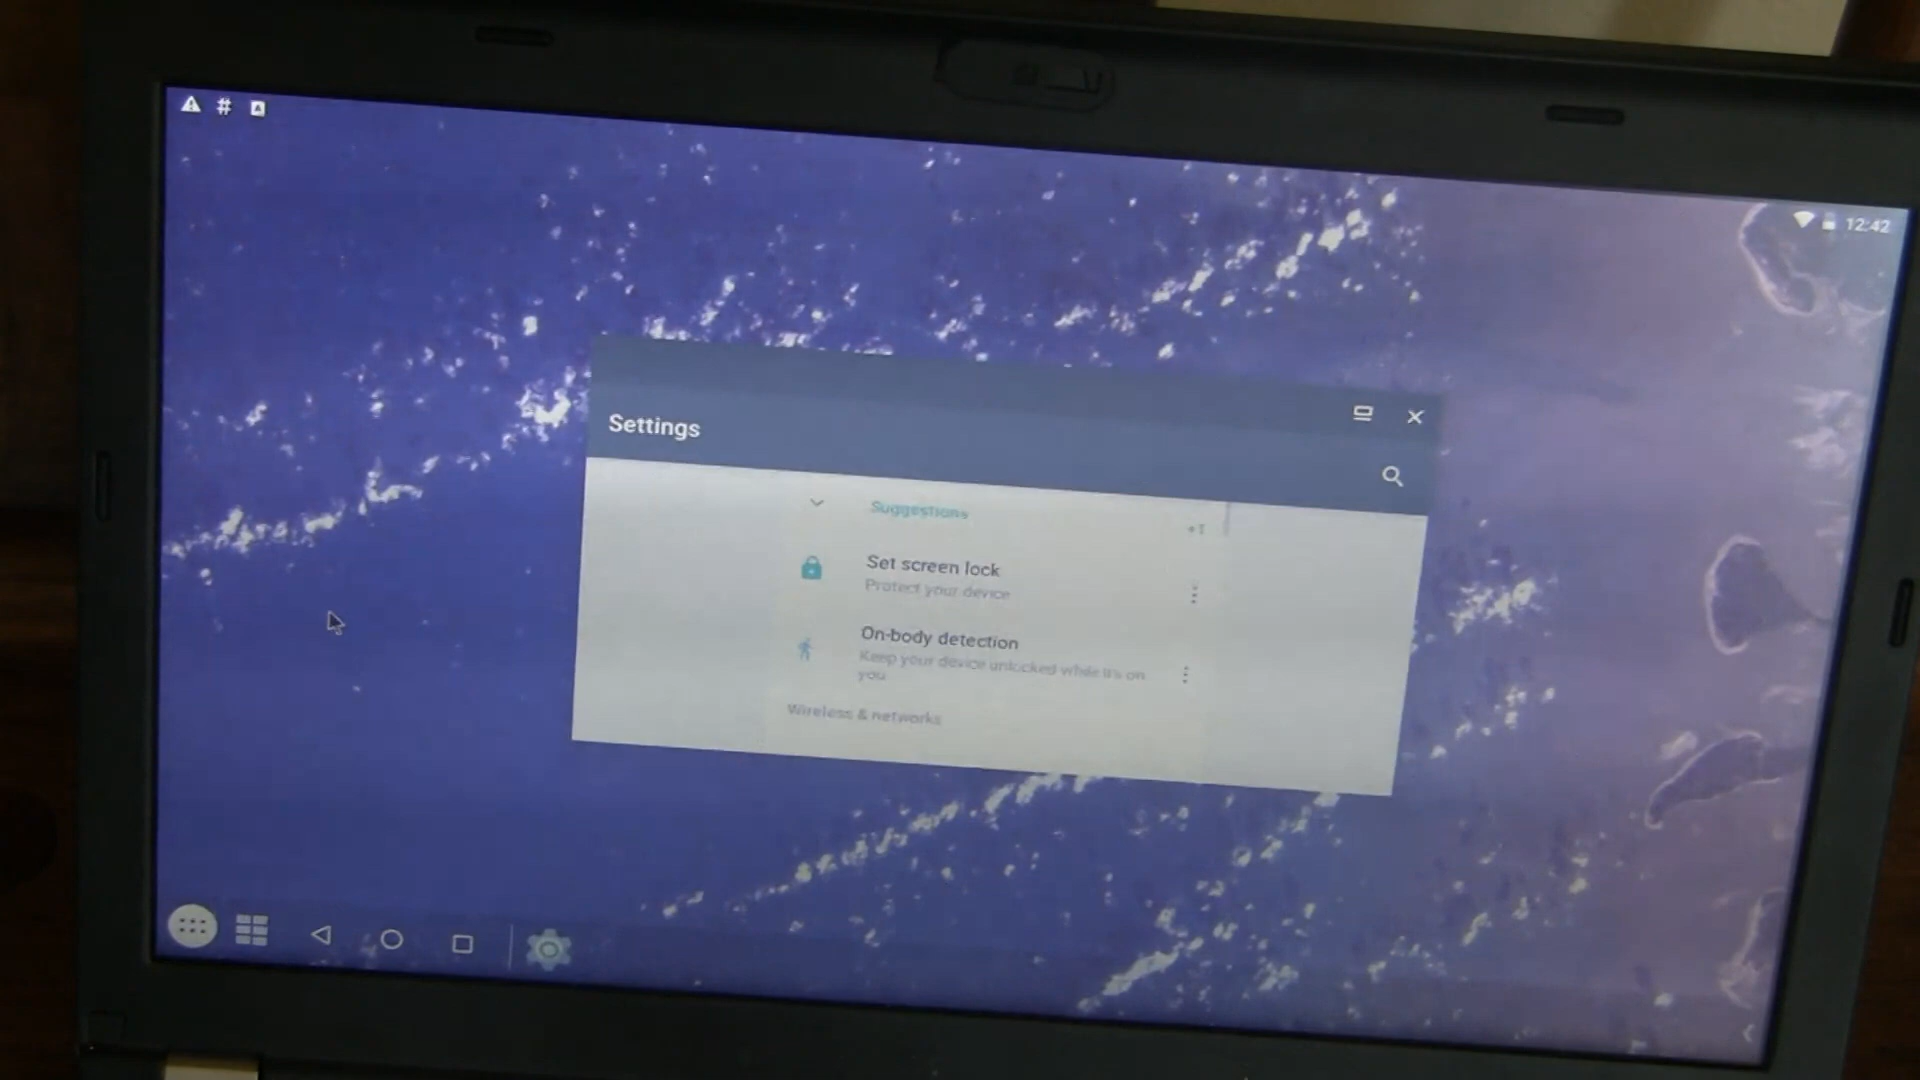 #
A
12:42
Settings
Suggestions
+1
Set screen lock
Protect your device
On-body detection
Keep your device unlocked while it's on
you
Wireless & networks